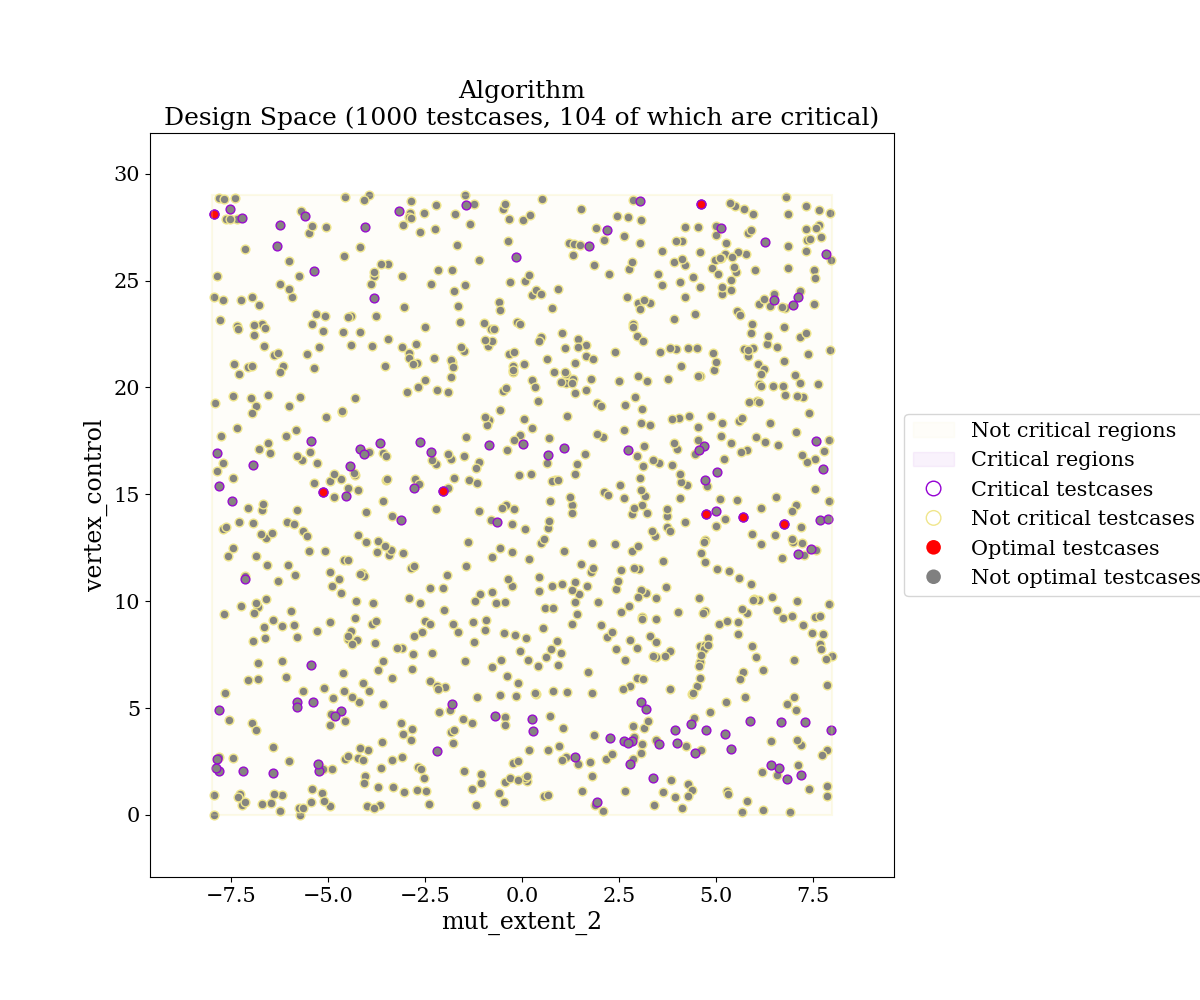 Algorithm
Design Space (1000 testcases, 104 of which are critical)
30
25
20
15
10
5
0
−7.5 −5.0 −2.5 0.0 2.5 5.0 7.5
mut_extent_2
vertex_control
Not critical regions
Critical regions
Critical testcases
Not critical testcases
Optimal testcases
Not optimal testcases